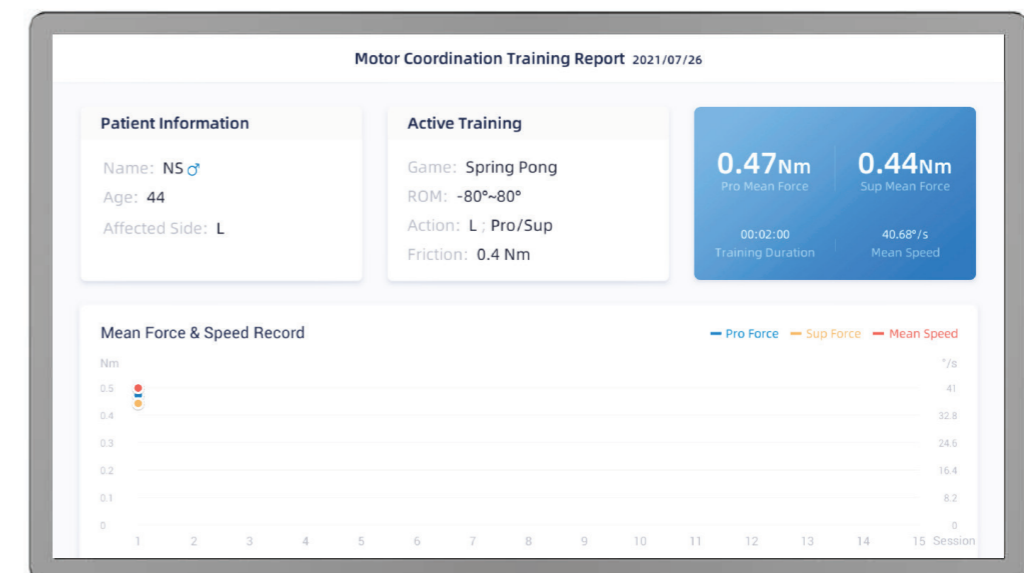 Motor Coordination Training Report 2021/07/26
Patient Information
Name: NS♂
Age: 44
Affected Side: L
Active Training
Game: Spring Pong
ROM: -80°~80°
Action: L ; Pro/Sup
Friction: 0.4 Nm
0.47Nm
Pro Mean Force
0.44Nm
Sup Mean Force
00:02:00
Training Duration
40.68°/s
Mean Speed
Mean Force & Speed Record
Pro Force Sup Force Mean Speed
Nm °/s
0.5 41
0.4 32.8
0.3 24.6
0.2 16.4
0.1 8.2
0 0
1 2 3 4 5 6 7 8 9 10 11 12 13 14 15 Session